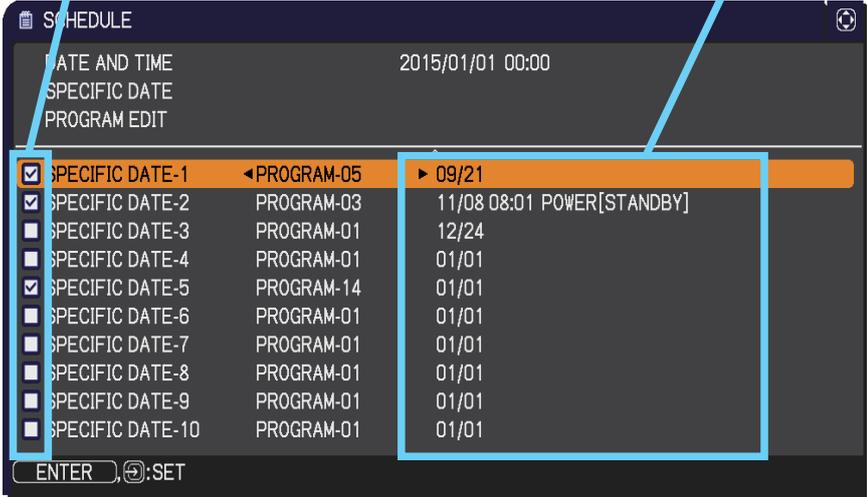 SCHEDULE
DATE AND TIME 2015/01/01 00:00
SPECIFIC DATE
PROGRAM EDIT
SPECIFIC DATE-1 ◀PROGRAM-05 ▶ 09/21
SPECIFIC DATE-2 PROGRAM-03 11/08 08:01 POWER[STANDBY]
SPECIFIC DATE-3 PROGRAM-01 12/24
SPECIFIC DATE-4 PROGRAM-01 01/01
SPECIFIC DATE-5 PROGRAM-14 01/01
SPECIFIC DATE-6 PROGRAM-01 01/01
SPECIFIC DATE-7 PROGRAM-01 01/01
SPECIFIC DATE-8 PROGRAM-01 01/01
SPECIFIC DATE-9 PROGRAM-01 01/01
SPECIFIC DATE-10 PROGRAM-01 01/01
ENTER ,:SET